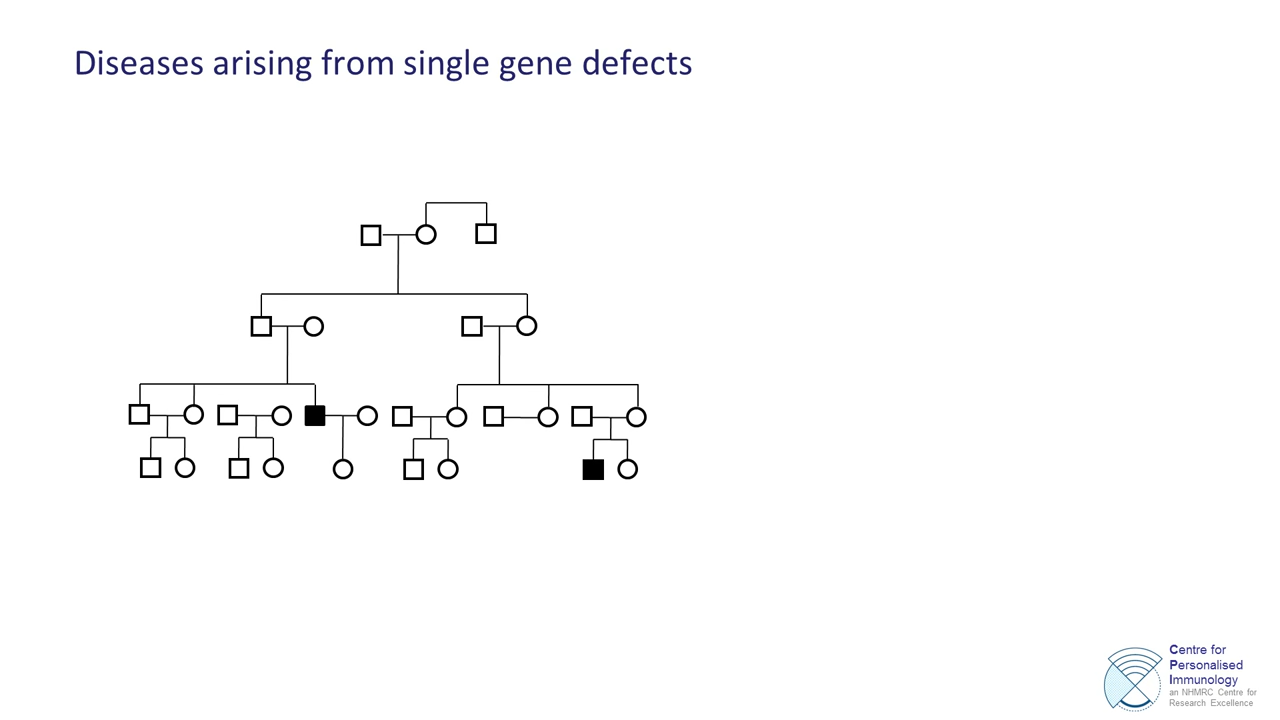 Diseases arising from single gene defects
Centre for
Personalised
Immunology
an NHMRC Centre for
Research Excellence